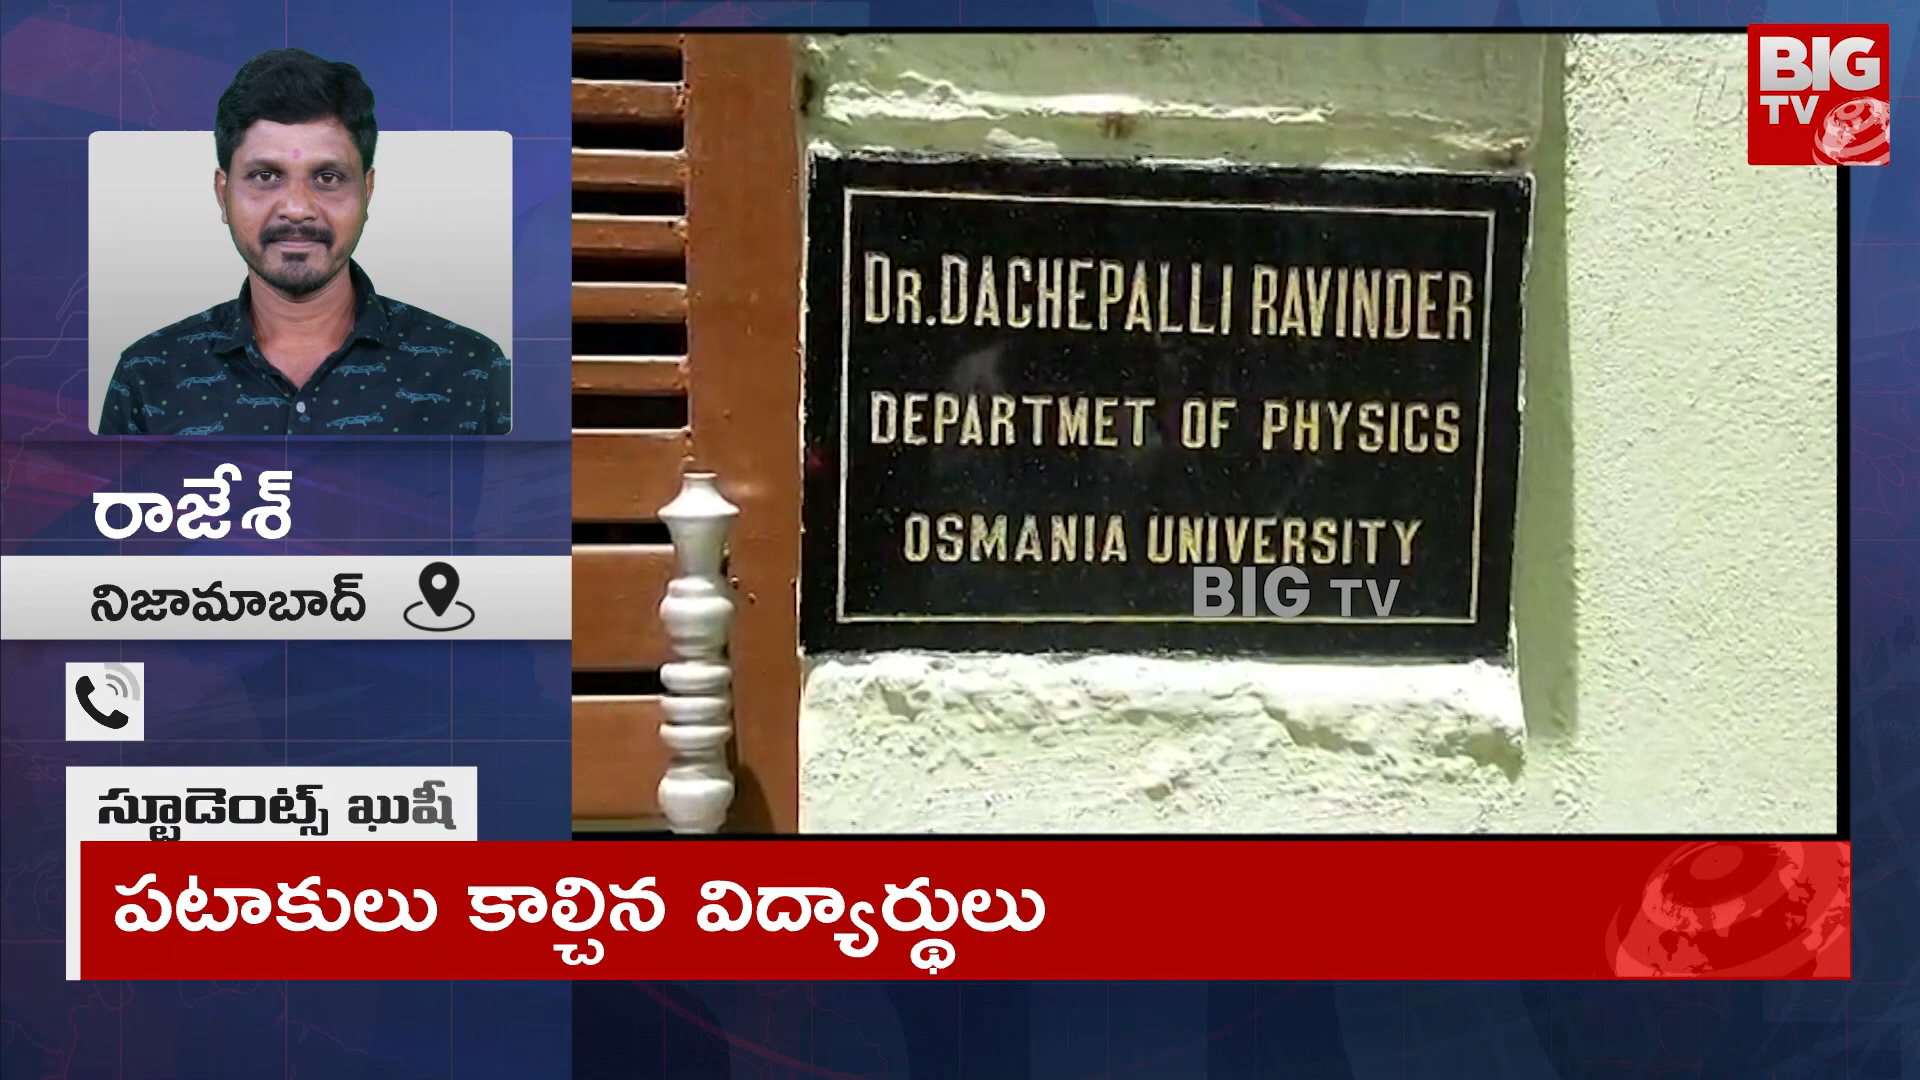 రాజేశ్
నిజామాబాద్
స్టూడెంట్స్ ఖుషీ
పటాకులు కాల్చిన విద్యార్థులు
BIG
TV
DR.DACHEPALLI RAVINDER
DEPARTMET OF PHYSICS
OSMANIA UNIVERSITY
BIG TV